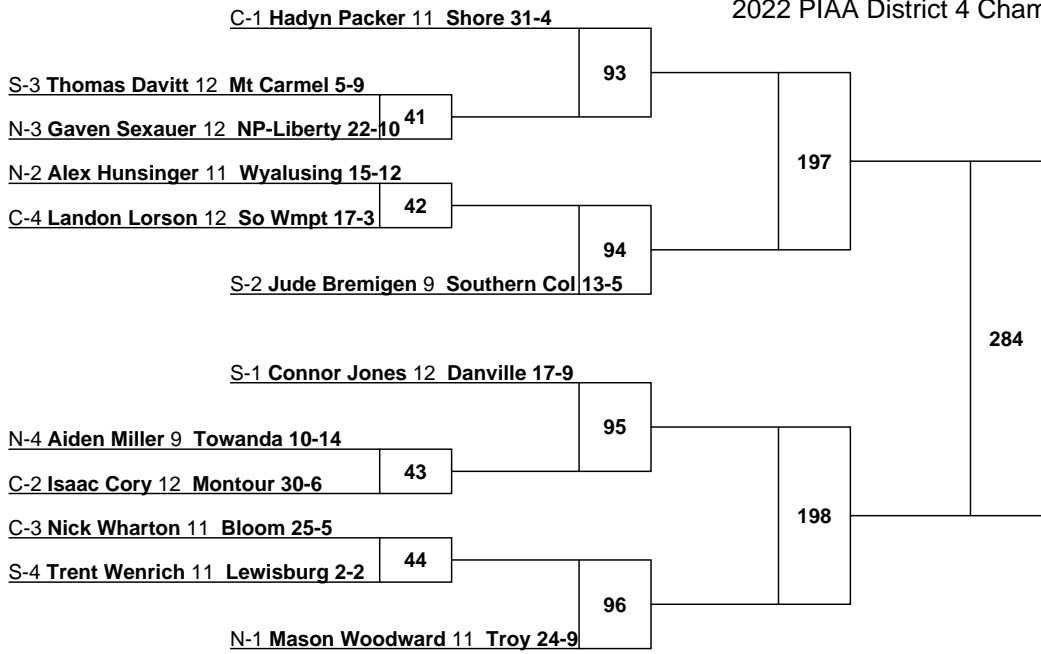 2022 PIAA District 4 Cham
C-1 Hadyn Packer 11 Shore 31-4
93
S-3 Thomas Davitt 12 Mt Carmel 5-9
41
N-3 Gaven Sexauer 12 NP-Liberty 22-10
197
N-2 Alex Hunsinger 11 Wyalusing 15-12
42
C-4 Landon Lorson 12 So Wmpt 17-3
94
S-2 Jude Bremigen 9 Southern Col 13-5
284
S-1 Connor Jones 12 Danville 17-9
95
N-4 Aiden Miller 9 Towanda 10-14
43
C-2 Isaac Cory 12 Montour 30-6
198
C-3 Nick Wharton 11 Bloom 25-5
44
S-4 Trent Wenrich 11 Lewisburg 2-2
96
N-1 Mason Woodward 11 Troy 24-9